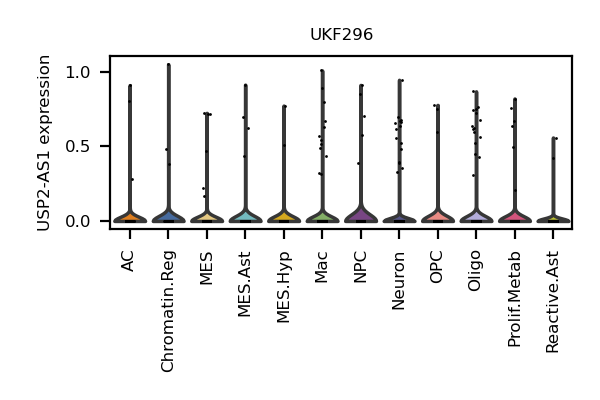 UKF296
USP2-AS1 expression
1.0
0.5
0.0
AC
Chromatin.Reg
MES
MES.Ast
MES.Hyp
Mac
NPC
Neuron
OPC
Oligo
Prolif.Metab
Reactive.Ast